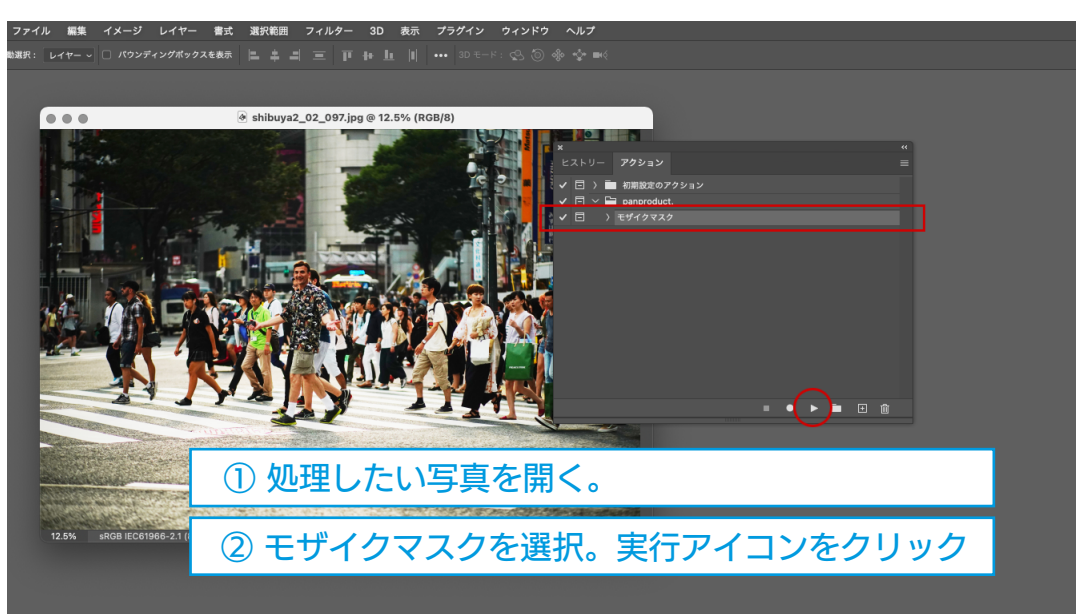 ファイル 編集 イメージ レイヤー 書式 選択範囲 フィルター 3D 表示 プラグイン ウィンドウ ヘルプ
動選択： レイヤー バウンディングボックスを表示 3D モード：
shibuya2_02_097.jpg @ 12.5% (RGB/8)
ヒストリー アクション
初期設定のアクション
panproduct.
モザイクマスク
① 処理したい写真を開く。
12.5% sRGB IEC61966-2.1
② モザイクマスクを選択。実行アイコンをクリック